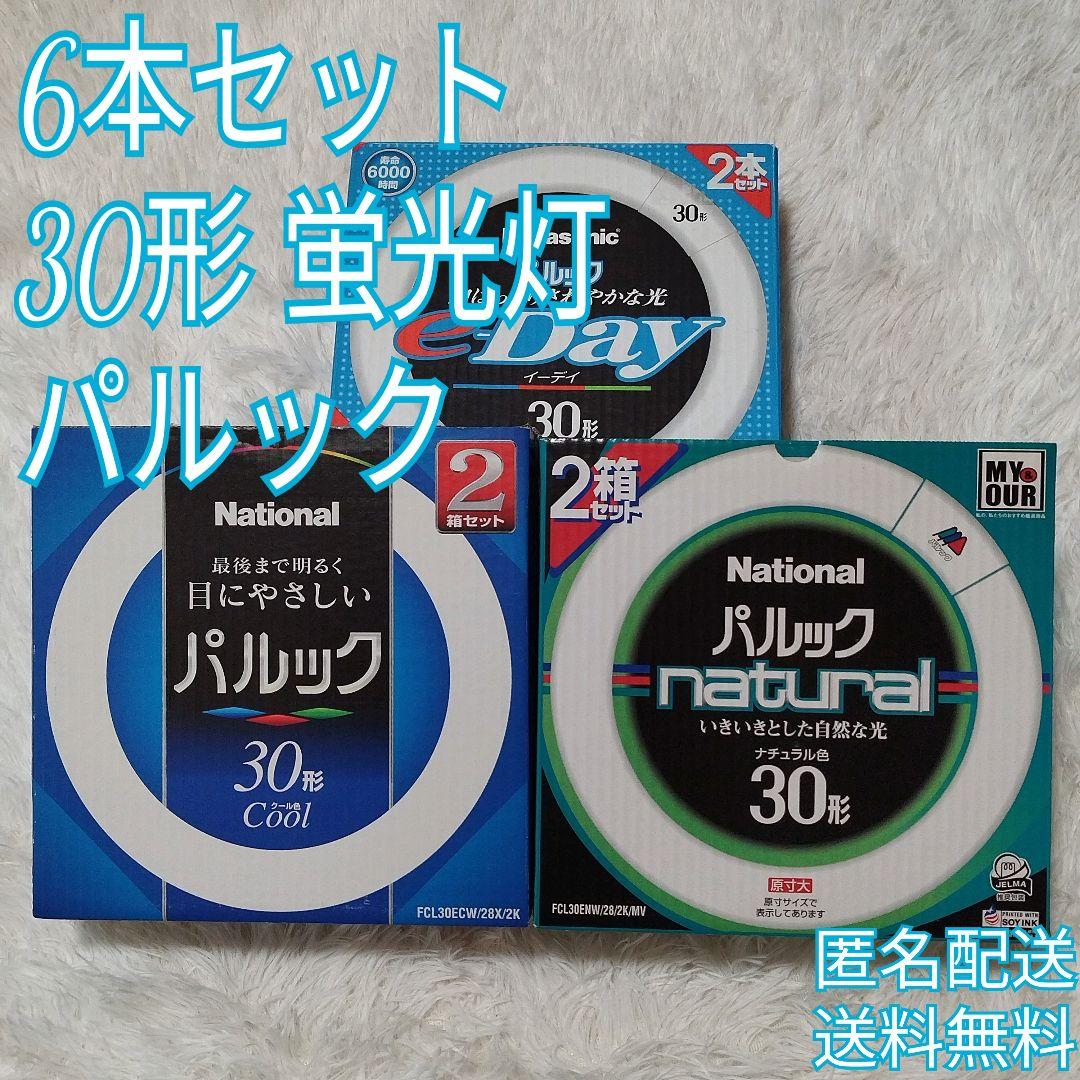 6本セット
30形 蛍光灯
パルック
寿命
6000
時間
2本
セット
30形
e-Day
イーデイ
30形
National
最後まで明るく
目にやさしい
パルック
30形
クール色
Cool
2
箱セット
FCL30ECW/28X/2K
2箱
セット
MY&
OUR
パルック
National
パルック
natural
いきいきとした自然な光
ナチュラル色
30形
原寸大
原寸サイズで
表示してあります
FCL30ENW/28/2K/MV
JELMA
PRINTED WITH
SOY INK
匿名配送
送料無料